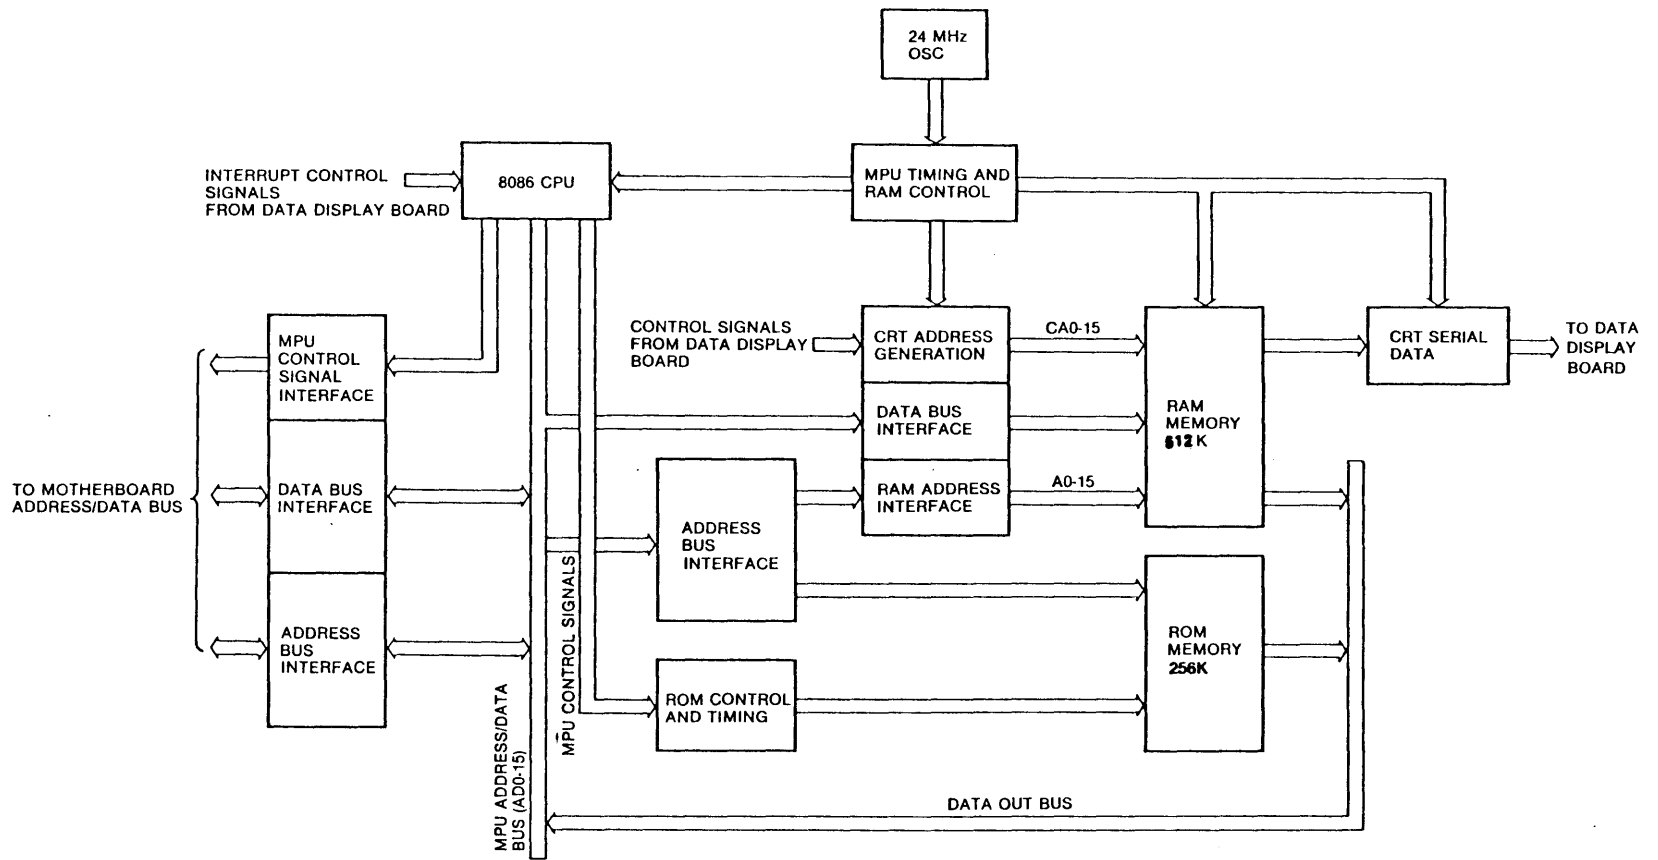 24 MHz
OSC
INTERRUPT CONTROL
SIGNALS
FROM DATA DISPLAY BOARD
8086 CPU
MPU TIMING AND
RAM CONTROL
MPU
CONTROL
SIGNAL
INTERFACE
CONTROL SIGNALS
FROM DATA DISPLAY
BOARD
CRT ADDRESS
GENERATION
CA0-15
CRT SERIAL
DATA
TO DATA
DISPLAY
BOARD
DATA BUS
INTERFACE
RAM
MEMORY
512K
TO MOTHERBOARD
ADDRESS/DATA BUS
DATA BUS
INTERFACE
RAM ADDRESS
INTERFACE
A0-15
ADDRESS
BUS
INTERFACE
ADDRESS
BUS
INTERFACE
ROM
MEMORY
256K
ROM CONTROL
AND TIMING
MPU ADDRESS/DATA
BUS (AD0-15)
MPU CONTROL SIGNALS
DATA OUT BUS